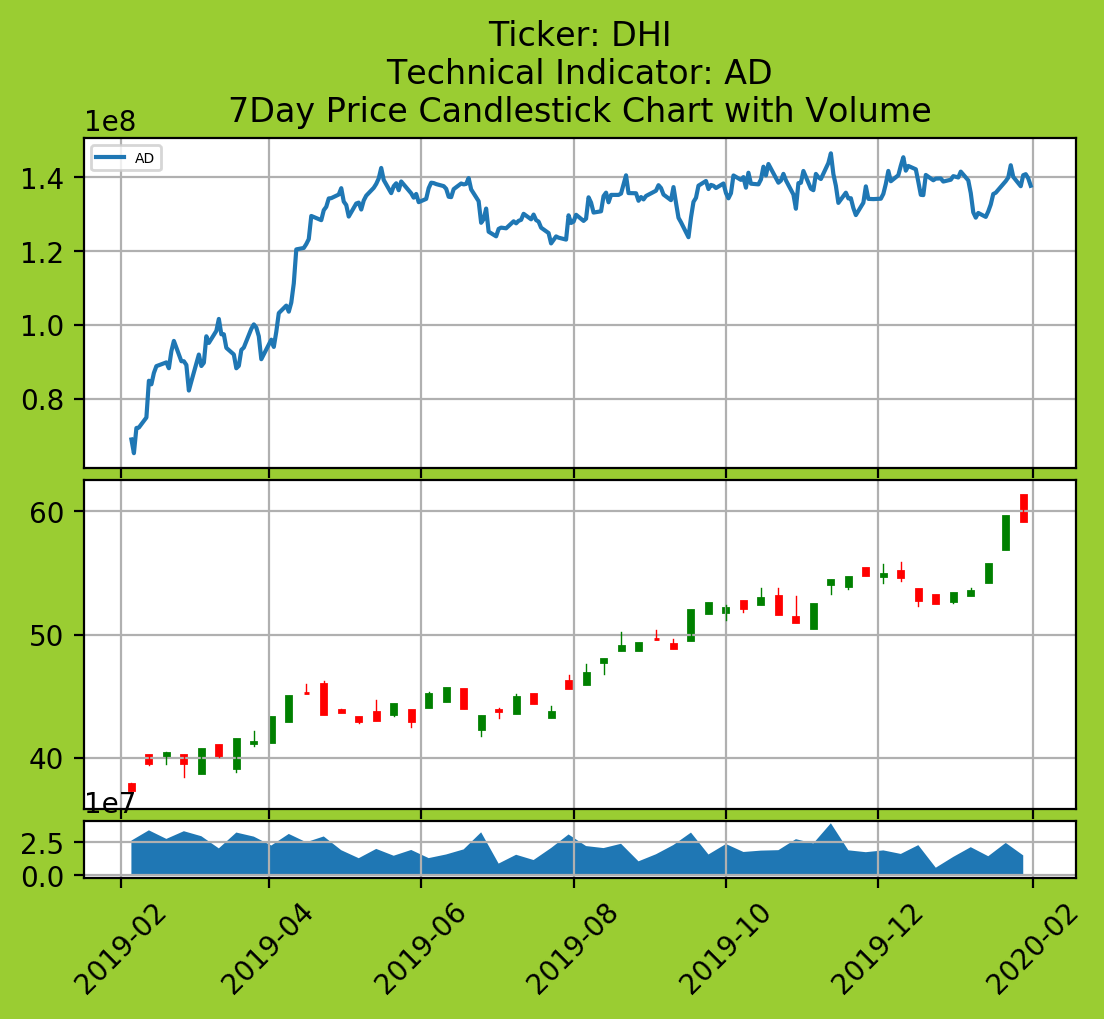 Ticker: DHI
Technical Indicator: AD
7Day Price Candlestick Chart with Volume
1e8
AD
1.4
1.2
1.0
0.8
60
50
40
1e7
2.5
0.0
2019-02
2019-04
2019-06
2019-08
2019-10
2019-12
2020-02